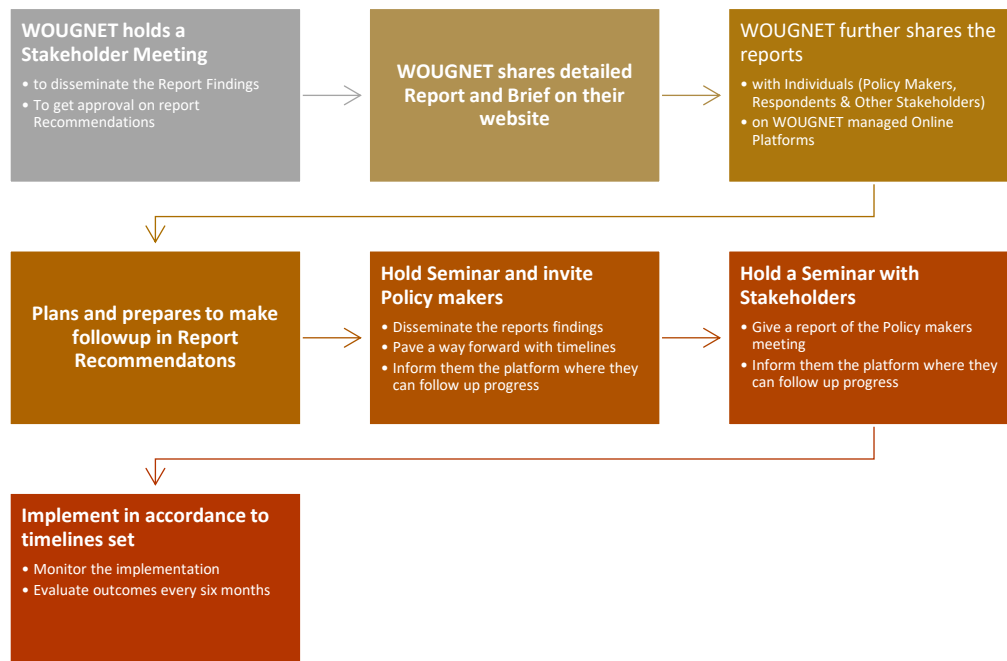 WOUGNET holds a
Stakeholder Meeting
• to disseminate the Report Findings
• To get approval on report
Recommendations
WOUGNET shares detailed
Report and Brief on their
website
WOUGNET further shares the
reports
• with Individuals (Policy Makers,
Respondents & Other Stakeholders)
• on WOUGNET managed Online
Platforms
Plans and prepares to make
followup in Report
Recommendatons
Hold Seminar and invite
Policy makers
• Disseminate the reports findings
• Pave a way forward with timelines
• Inform them the platform where they
can follow up progress
Hold a Seminar with
Stakeholders
• Give a report of the Policy makers
meeting
• Inform them the platform where they
can follow up progress
Implement in accordance to
timelines set
• Monitor the implementation
• Evaluate outcomes every six months